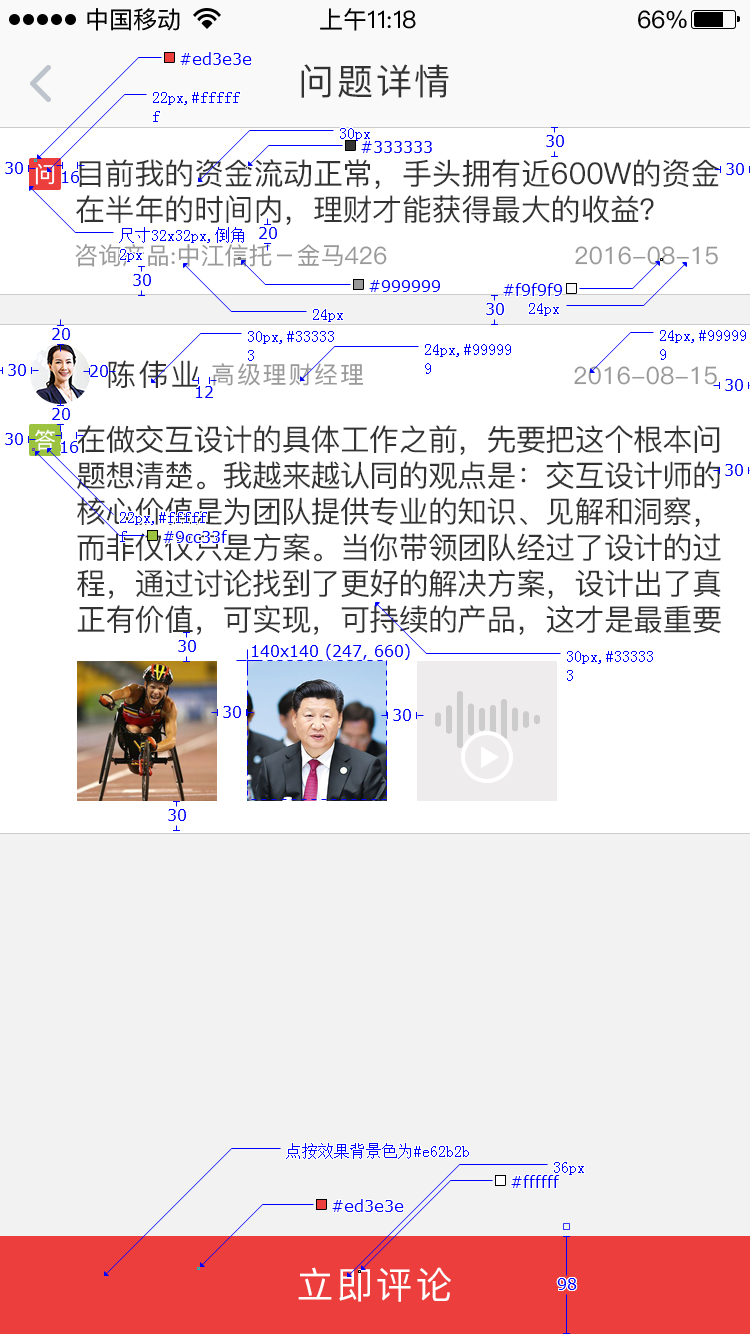 中国移动 上午11:18 66%
#ed3e3e
问题详情
22px,#fffff
f
30px
#333333
30
30 问 16 目前我的资金流动正常，手头拥有近600W的资金 30
在半年的时间内，理财才能获得最大的收益？
尺寸32x32px,倒角 20
2px
咨询产品:中江信托－金马426 2016-08-15
30 #999999 #f9f9f9
24px 30 24px
20 30px,#33333
3
24px,#99999
9
24px,#99999
9
30 20 陈伟业 12 高级理财经理 2016-08-15 30
20
30 答 16 在做交互设计的具体工作之前，先要把这个根本问
题想清楚。我越来越认同的观点是：交互设计师的 30
核心价值是为团队提供专业的知识、见解和洞察，
22px,#fffff
f #9cc33f
而非仅仅只是方案。当你带领团队经过了设计的过
程，通过讨论找到了更好的解决方案，设计出了真
正有价值，可实现，可持续的产品，这才是最重要
30 140x140 (247, 660)
30px,#33333
3
30 30
30
点按效果背景色为#e62b2b
36px
#ffffff
#ed3e3e
立即评论 98